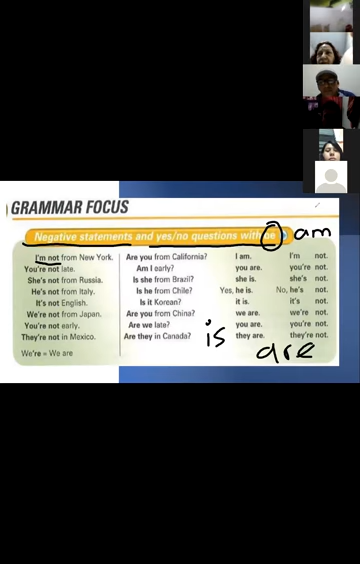 GRAMMAR FOCUS
Negative statements and yes/no questions with be am
I'm not from New York. Are you from California? I am. I'm not.
You're not late. Am I early? you are. you're not.
She's not from Russia. Is she from Brazil? she is. she's not.
He's not from Italy. Is he from Chile? Yes, he is. No, he's not.
It's not English. Is it Korean? it is. it's not.
We're not from Japan. Are you from China? we are. we're not.
You're not early. Are we late? you are. you're not.
They're not in Mexico. Are they in Canada? they are. they're not.
is
are
We're = We are